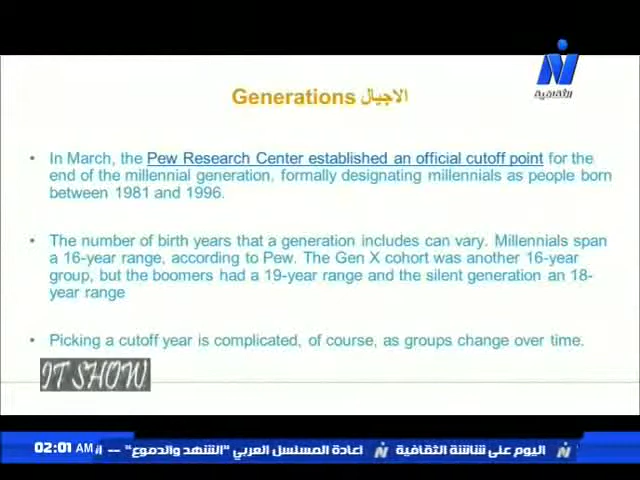 الثقافية
Generations الاجيال
• In March, the Pew Research Center established an official cutoff point for the
end of the millennial generation, formally designating millennials as people born
between 1981 and 1996.
• The number of birth years that a generation includes can vary. Millennials span
a 16-year range, according to Pew. The Gen X cohort was another 16-year
group, but the boomers had a 19-year range and the silent generation an 18-
year range
• Picking a cutoff year is complicated, of course, as groups change over time.
IT SHOW
02:01 AM اليوم على شاشة الثقافية اعادة المسلسل العربي "الشهد والدموع" --